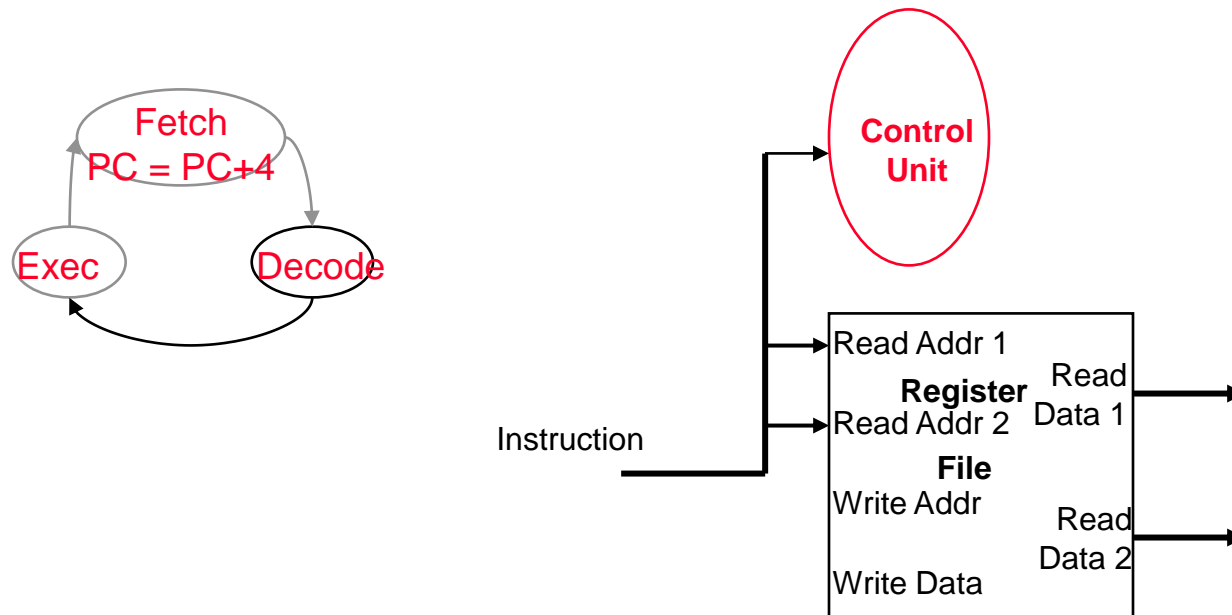 Fetch
PC = PC+4
Exec
Decode
Control
Unit
Instruction
Read Addr 1
Register
Read Addr 2
File
Write Addr
Write Data
Read
Data 1
Read
Data 2